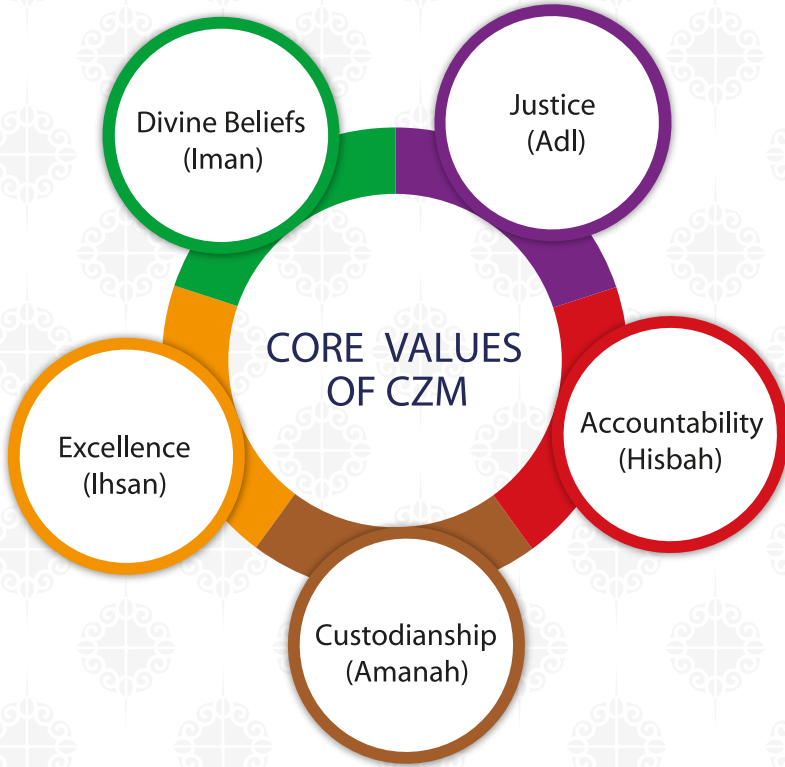 Divine Beliefs
(Iman)
Justice
(Adl)
CORE VALUES
OF CZM
Excellence
(Ihsan)
Accountability
(Hisbah)
Custodianship
(Amanah)